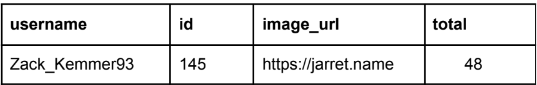 username id image_url total
Zack_Kemmer93 145 https://jarret.name 48